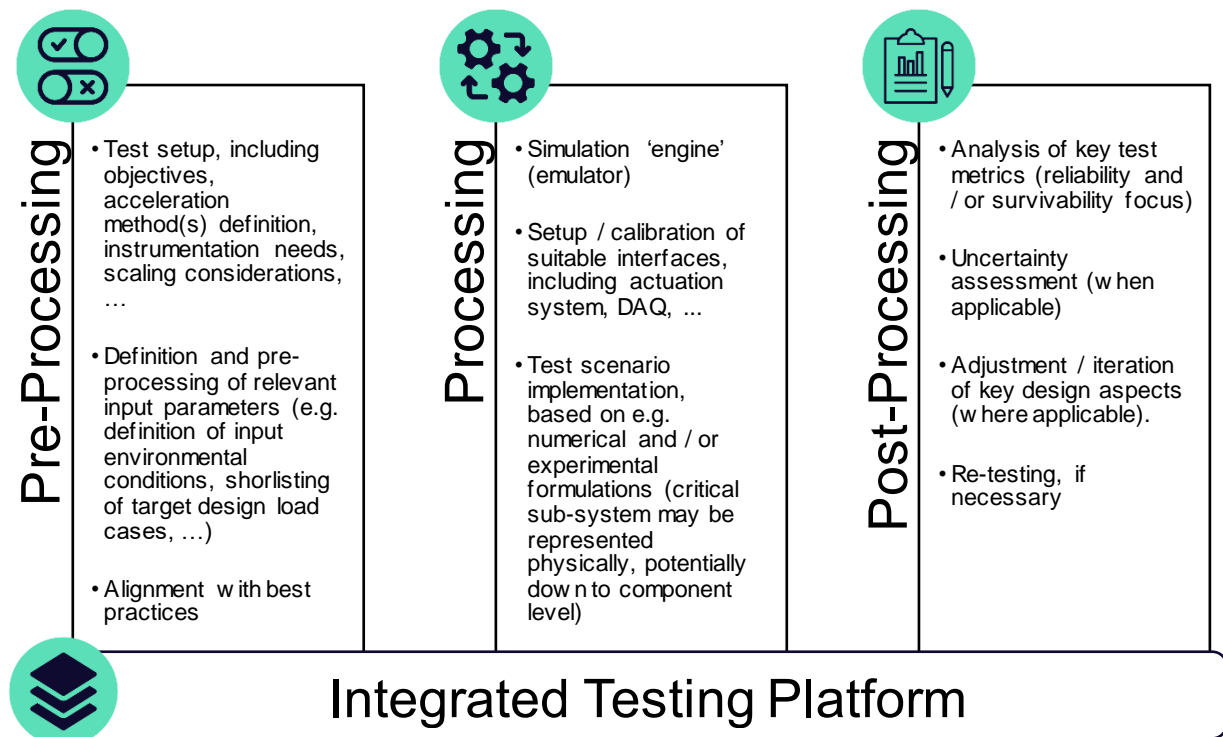 Pre-Processing
• Test setup, including
objectives,
acceleration
method(s) definition,
instrumentation needs,
scaling considerations,
…
• Definition and pre-
processing of relevant
input parameters (e.g.
definition of input
environmental
conditions, shorlisting
of target design load
cases, …)
• Alignment with best
practices
Processing
• Simulation ‘engine’
(emulator)
• Setup / calibration of
suitable interfaces,
including actuation
system, DAQ, ...
• Test scenario
implementation,
based on e.g.
numerical and / or
experimental
formulations (critical
sub-system may be
represented
physically, potentially
down to component
level)
Post-Processing
• Analysis of key test
metrics (reliability and
/ or survivability focus)
• Uncertainty
assessment (when
applicable)
• Adjustment / iteration
of key design aspects
(where applicable).
• Re-testing, if
necessary
Integrated Testing Platform